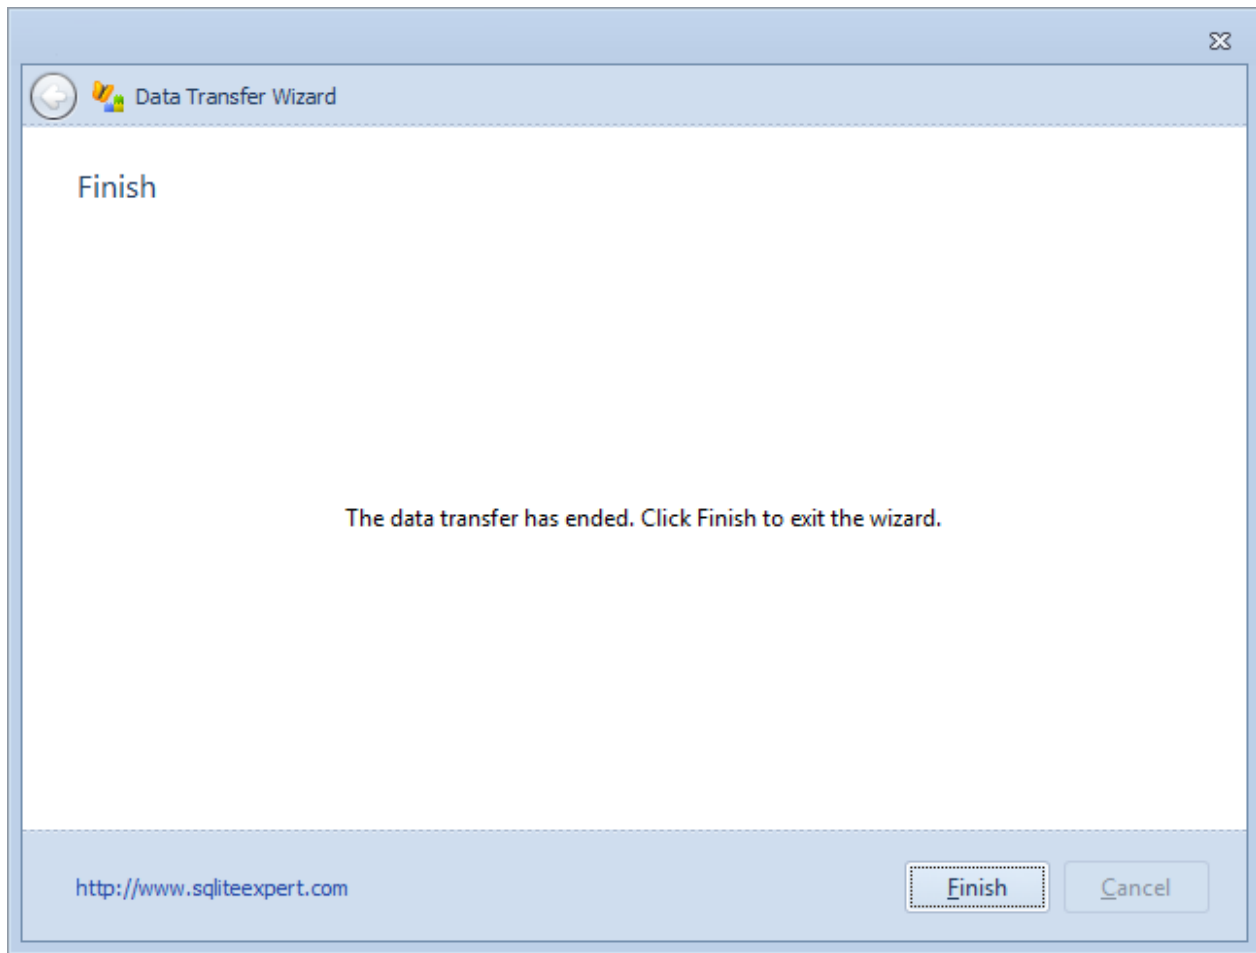 Data Transfer Wizard
Finish
The data transfer has ended. Click Finish to exit the wizard.
http://www.sqliteexpert.com
Finish
Cancel